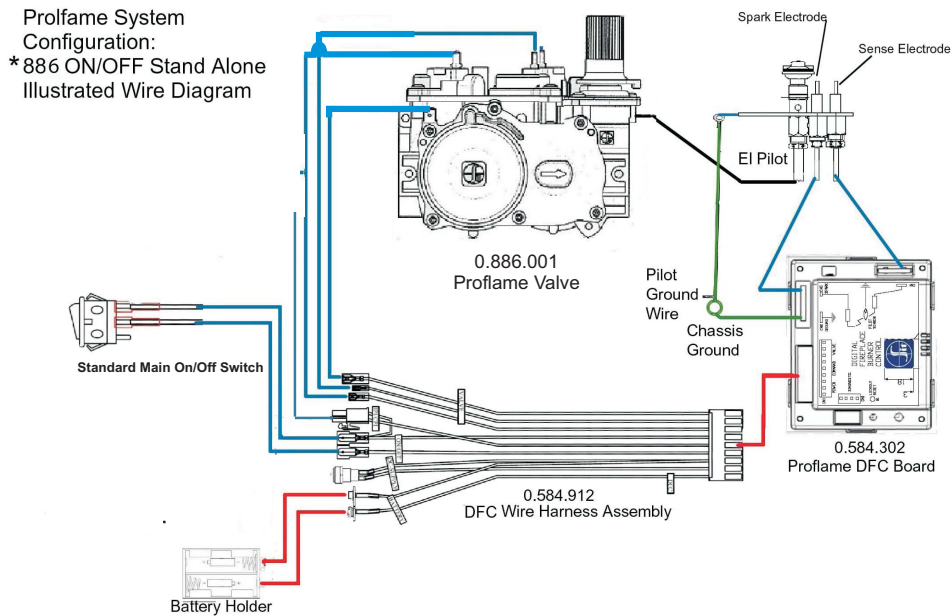 Prolfame System
Configuration:
*886 ON/OFF Stand Alone
Illustrated Wire Diagram
Spark Electrode
Sense Electrode
EI Pilot
0.886.001
Proflame Valve
Pilot
Ground
Wire
Chassis
Ground
Standard Main On/Off Switch
DIGITAL
FIREPLACE
BURNER
CONTROL
0.584.302
Proflame DFC Board
0.584.912
DFC Wire Harness Assembly
Battery Holder